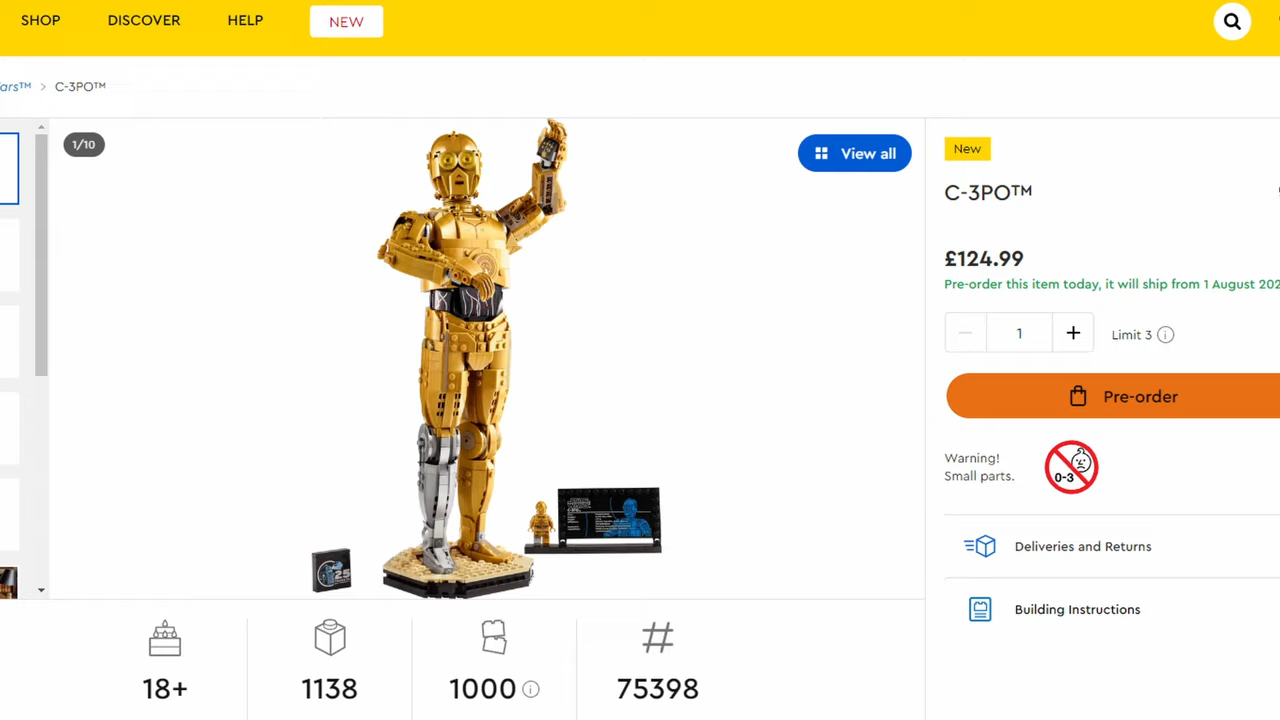 SHOP DISCOVER HELP NEW
ars™ > C-3PO™
1/10
View all
New
C-3PO™
£124.99
Pre-order this item today, it will ship from 1 August 202
1
Limit 3
Pre-order
Warning!
Small parts.
0-3
Deliveries and Returns
Building Instructions
25
18+ 1138 1000 75398